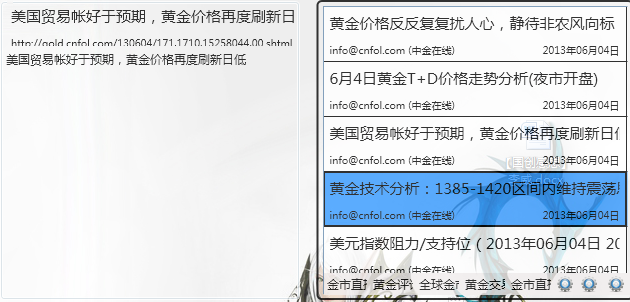 美国贸易帐好于预期，黄金价格再度刷新日
http://gold.cnfol.com/130604/171,1710,15258044,00.shtml
美国贸易帐好于预期，黄金价格再度刷新日低
黄金价格反反复复扰人心，静待非农风向标
info@cnfol.com (中金在线) 2013年06月04日
6月4日黄金T+D价格走势分析(夜市开盘)
info@cnfol.com (中金在线) 2013年06月04日
美国贸易帐好于预期，黄金价格再度刷新日低
info@cnfol.com (中金在线) 2013年06月04日
黄金技术分析：1385-1420区间内维持震荡
info@cnfol.com (中金在线) 2013年06月04日
美元指数阻力/支持位（2013年06月04日 20
info@cnfol.com (中金在线) 2013年06月04日
金市直 黄金评 全球金 黄金交 金市直